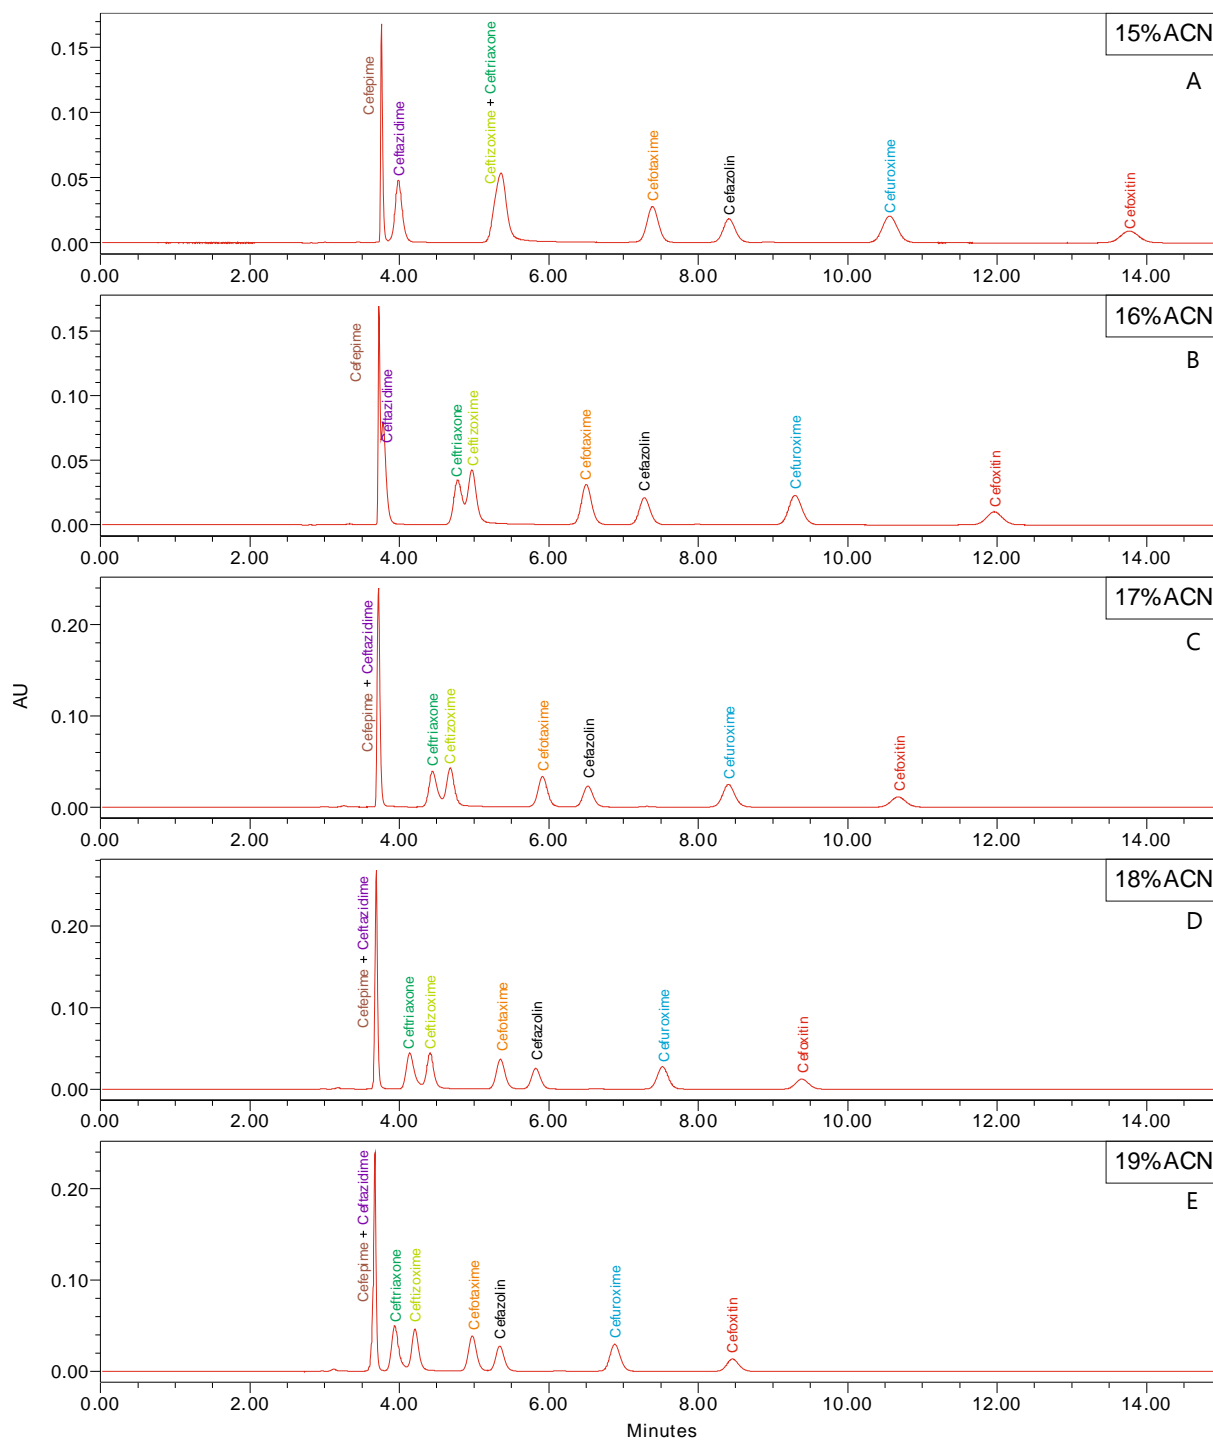 15%ACN
A
0.15
0.10
0.05
0.00
Cefepime
Ceftazidime
Ceftizoxime + Ceftriaxone
Cefotaxime
Cefazolin
Cefuroxime
Cefoxitin
0.00 2.00 4.00 6.00 8.00 10.00 12.00 14.00
16%ACN
B
0.15
0.10
0.05
0.00
Cefepime
Ceftazidime
Ceftriaxone
Ceftizoxime
Cefotaxime
Cefazolin
Cefuroxime
Cefoxitin
0.00 2.00 4.00 6.00 8.00 10.00 12.00 14.00
17%ACN
C
AU
0.20
0.10
0.00
Cefepime + Ceftazidime
Ceftriaxone
Ceftizoxime
Cefotaxime
Cefazolin
Cefuroxime
Cefoxitin
0.00 2.00 4.00 6.00 8.00 10.00 12.00 14.00
18%ACN
D
0.20
0.10
0.00
Cefepime + Ceftazidime
Ceftriaxone
Ceftizoxime
Cefotaxime
Cefazolin
Cefuroxime
Cefoxitin
0.00 2.00 4.00 6.00 8.00 10.00 12.00 14.00
19%ACN
E
0.20
0.10
0.00
Cefepime + Ceftazidime
Ceftriaxone
Ceftizoxime
Cefotaxime
Cefazolin
Cefuroxime
Cefoxitin
0.00 2.00 4.00 6.00 8.00 10.00 12.00 14.00
Minutes